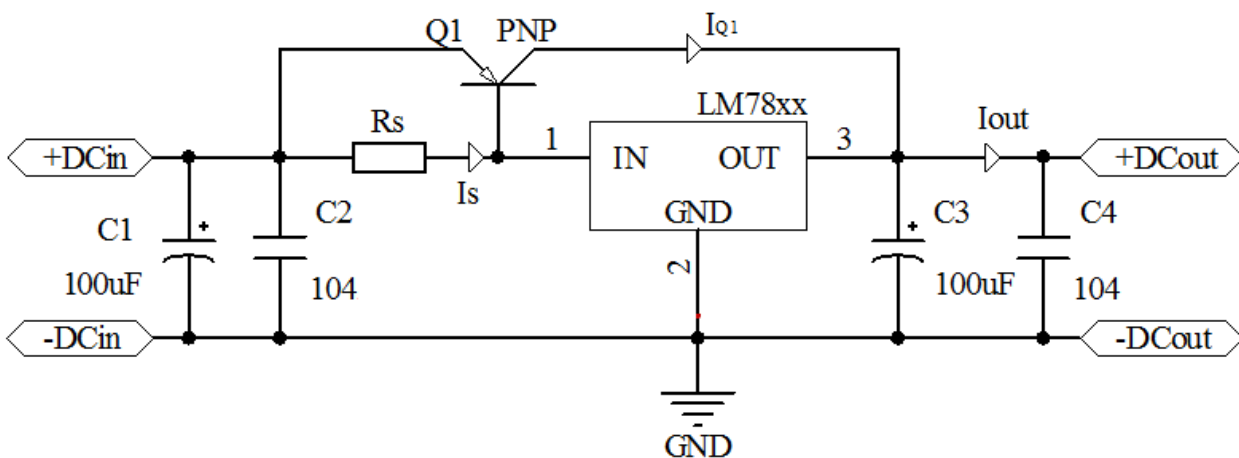 Q1 PNP IQ1
LM78xx
Rs
Iout
+DCin
1
IN OUT
3
+DCout
Is
C1
C2
GND
C3
C4
100uF
104
2
100uF
104
-DCin
-DCout
GND